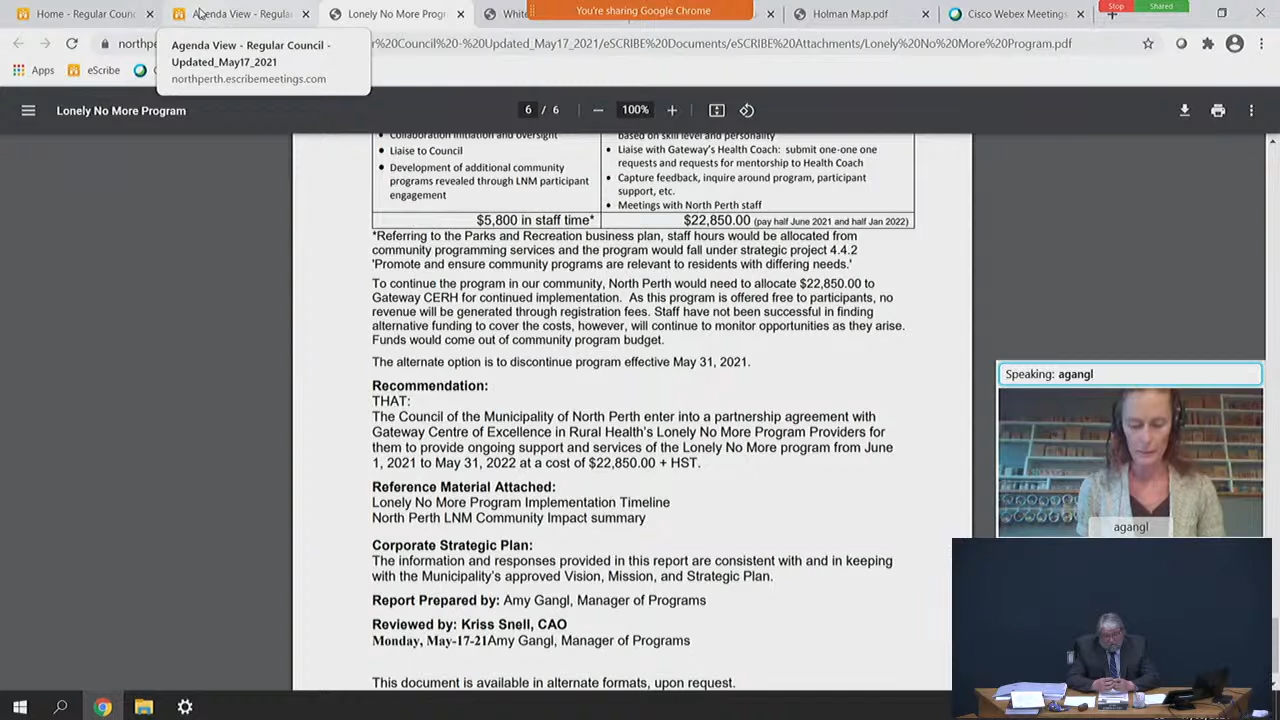 Home - Regular Counc
Agenda View - Regular
Lonely No More Progr
White
You're sharing Google Chrome
Holman Map.pdf
Cisco Webex Meetings
Stop
Shared
northpe
r%20Council%20-%20Updated_May17_2021/eSCRIBE%20Documents/eSCRIBE%20Attachments/Lonely%20No%20More%20Program.pdf
Agenda View - Regular Council -
Updated_May17_2021
northperth.escribemeetings.com
Apps
eScribe
Lonely No More Program
6 / 6
100%
Collaboration initiation and oversight
• Liaise to Council
• Development of additional community
programs revealed through LNM participant
engagement
based on skill level and personality
• Liaise with Gateway's Health Coach: submit one-one one
requests and requests for mentorship to Health Coach
• Capture feedback, inquire around program, participant
support, etc.
• Meetings with North Perth staff
$5,800 in staff time*
$22,850.00 (pay half June 2021 and half Jan 2022)
*Referring to the Parks and Recreation business plan, staff hours would be allocated from
community programming services and the program would fall under strategic project 4.4.2
'Promote and ensure community programs are relevant to residents with differing needs.'
To continue the program in our community, North Perth would need to allocate $22,850.00 to
Gateway CERH for continued implementation. As this program is offered free to participants, no
revenue will be generated through registration fees. Staff have not been successful in finding
alternative funding to cover the costs, however, will continue to monitor opportunities as they arise.
Funds would come out of community program budget.
The alternate option is to discontinue program effective May 31, 2021.
Recommendation:
THAT:
The Council of the Municipality of North Perth enter into a partnership agreement with
Gateway Centre of Excellence in Rural Health's Lonely No More Program Providers for
them to provide ongoing support and services of the Lonely No More program from June
1, 2021 to May 31, 2022 at a cost of $22,850.00 + HST.
Reference Material Attached:
Lonely No More Program Implementation Timeline
North Perth LNM Community Impact summary
Corporate Strategic Plan:
The information and responses provided in this report are consistent with and in keeping
with the Municipality's approved Vision, Mission, and Strategic Plan.
Report Prepared by: Amy Gangl, Manager of Programs
Reviewed by: Kriss Snell, CAO
Monday, May-17-21Amy Gangl, Manager of Programs
This document is available in alternate formats, upon request.
Speaking: agangl
agangl